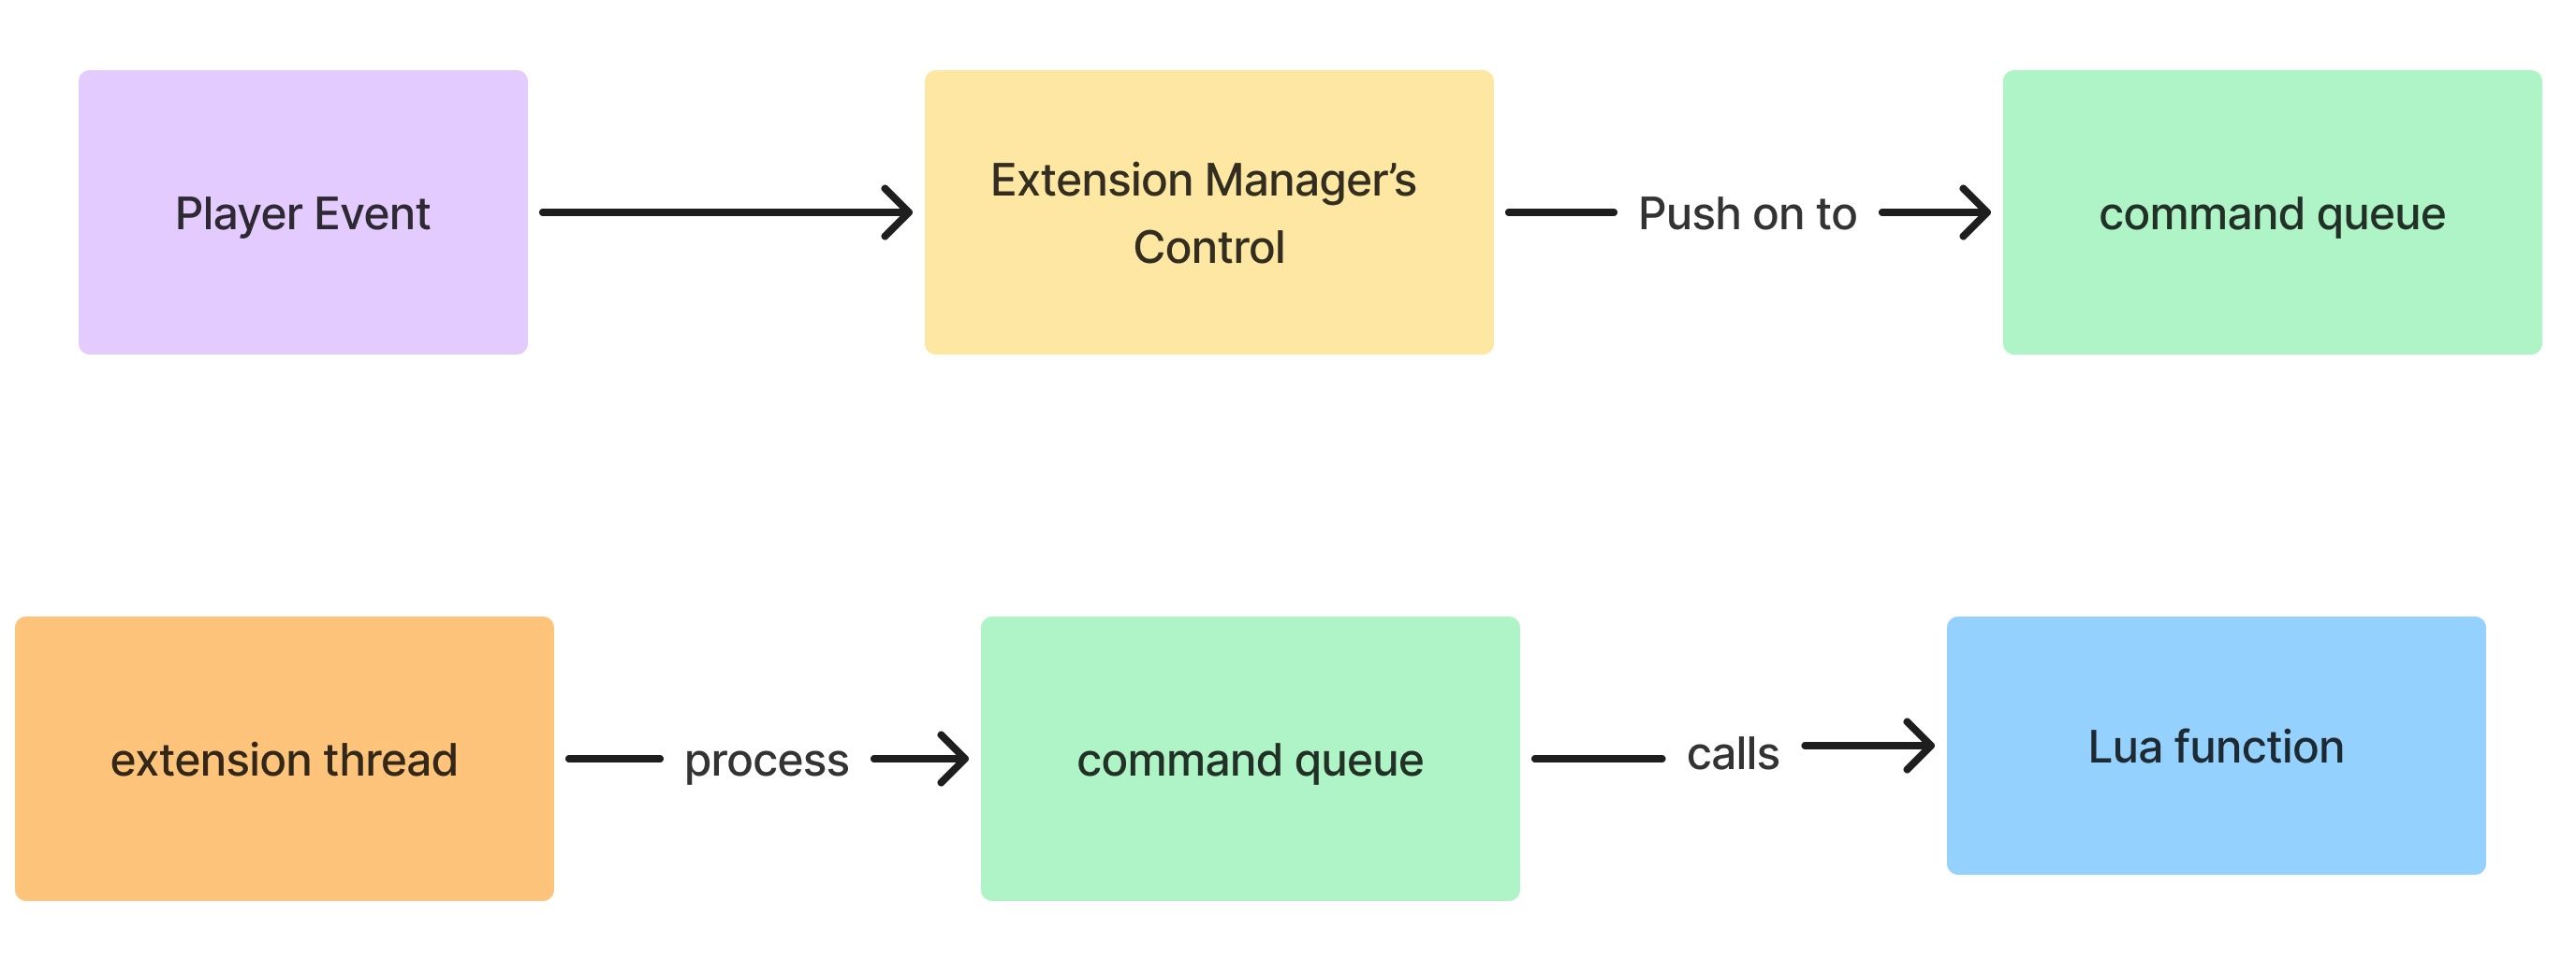 Player Event
Extension Manager’s
Control
Push on to
command queue
extension thread
process
command queue
calls
Lua function